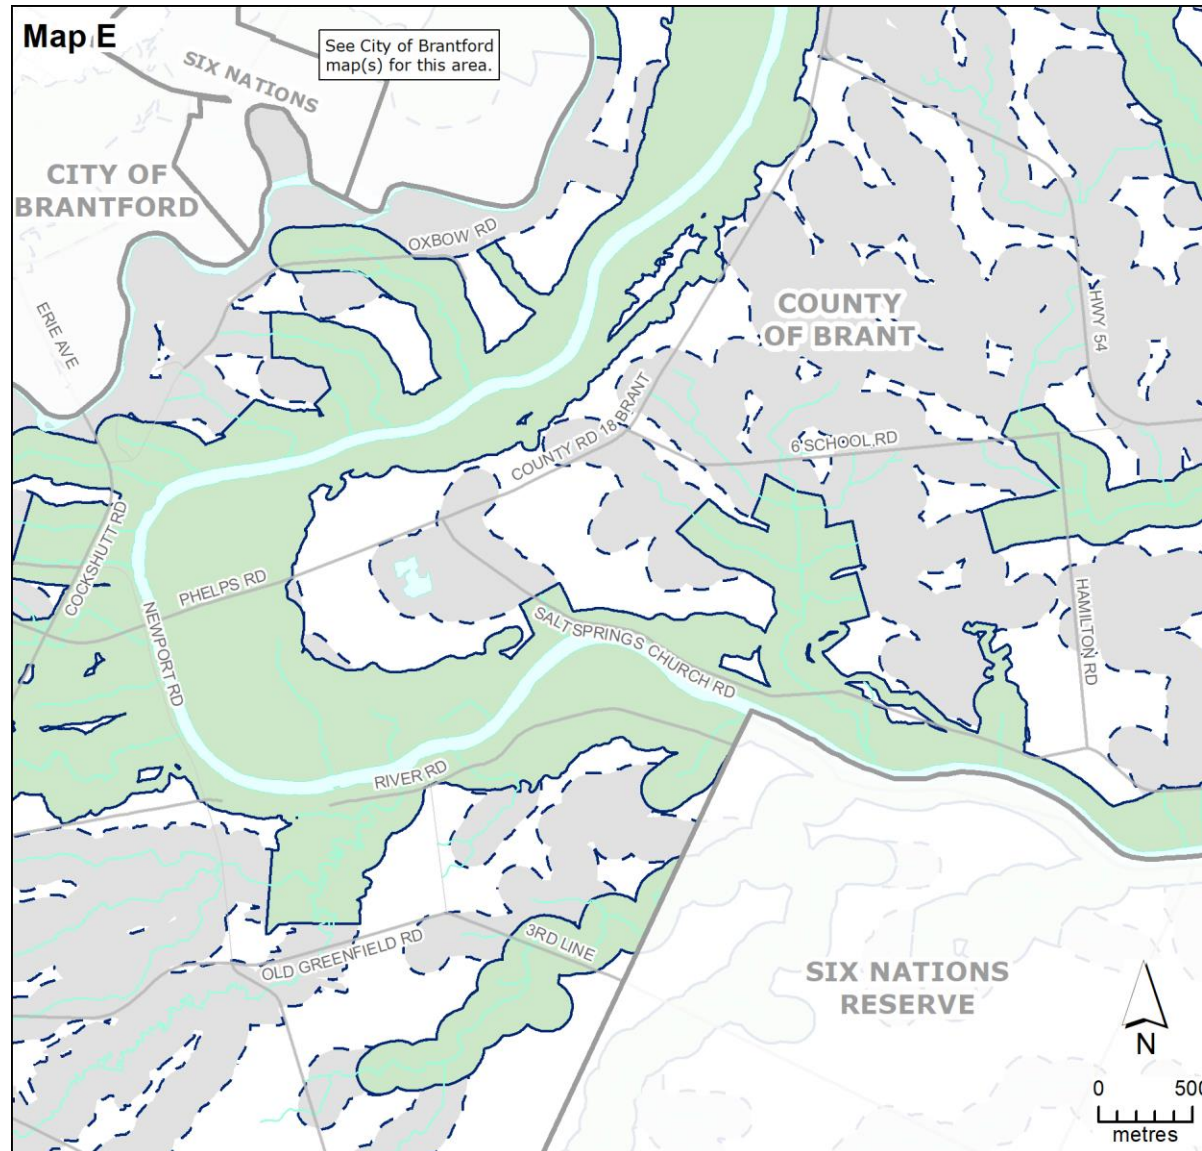 Map E
See City of Brantford
map(s) for this area.
SIX NATIONS
CITY OF
BRANTFORD
OXBOW RD
ERIE AVE
COUNTY
OF BRANT
HWY 54
COUNTY RD 18 BRANT
6 SCHOOL RD
COCKSHUTT RD
PHELPS RD
NEWPORT RD
SALTSPRINGS CHURCH RD
HAMILTON RD
RIVER RD
3RD LINE
OLD GREENFIELD RD
SIX NATIONS
RESERVE
N
0 500
metres